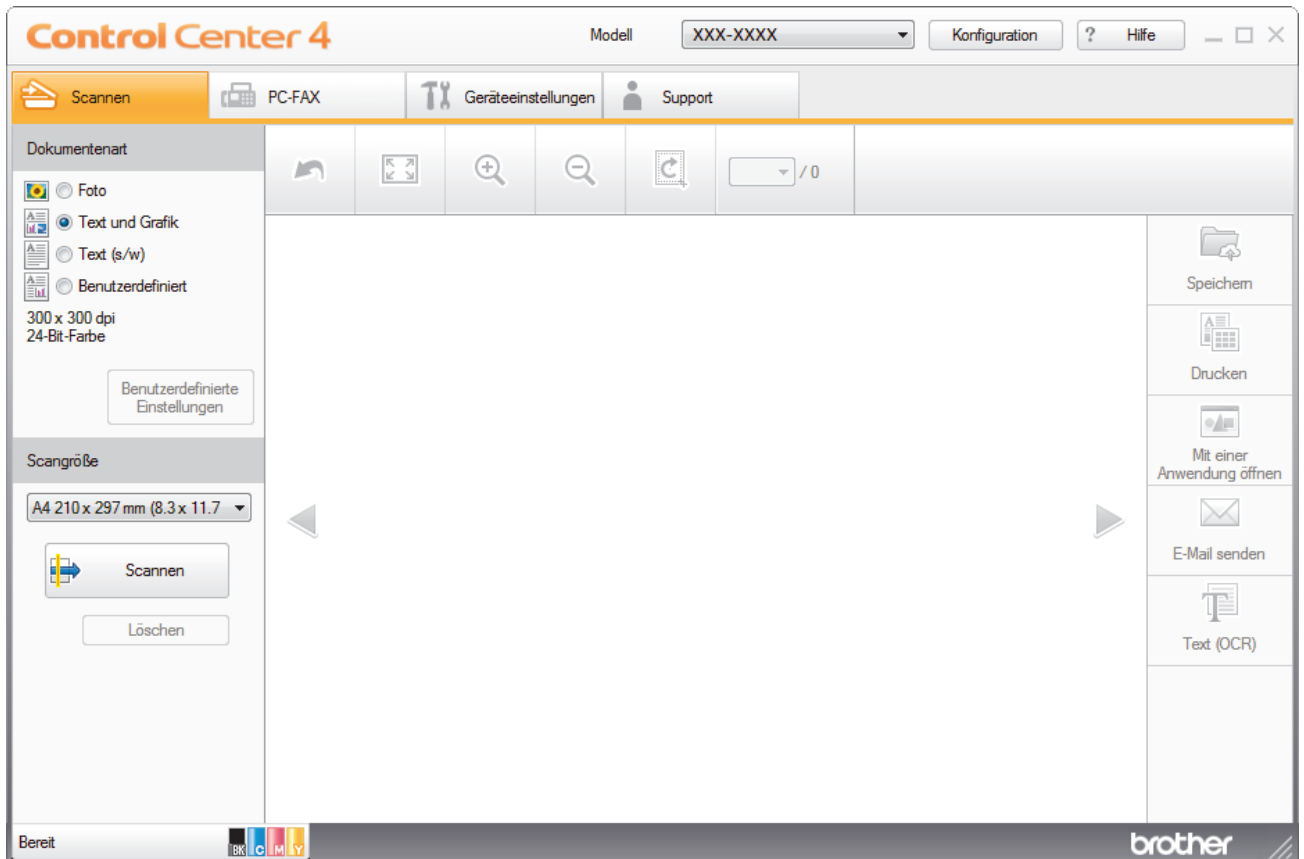 Control Center 4
Modell
XXX-XXXX
Konfiguration
? Hilfe
Scannen
PC-FAX
Geräteeinstellungen
Support
Dokumentenart
Foto
Text und Grafik
Text (s/w)
Benutzerdefiniert
300 x 300 dpi
24-Bit-Farbe
Benutzerdefinierte
Einstellungen
Scangröße
A4 210 x 297 mm (8.3 x 11.7
Scannen
Löschen
/ 0
Speichern
Drucken
Mit einer
Anwendung öffnen
E-Mail senden
Text (OCR)
Bereit
BK C M Y
brother